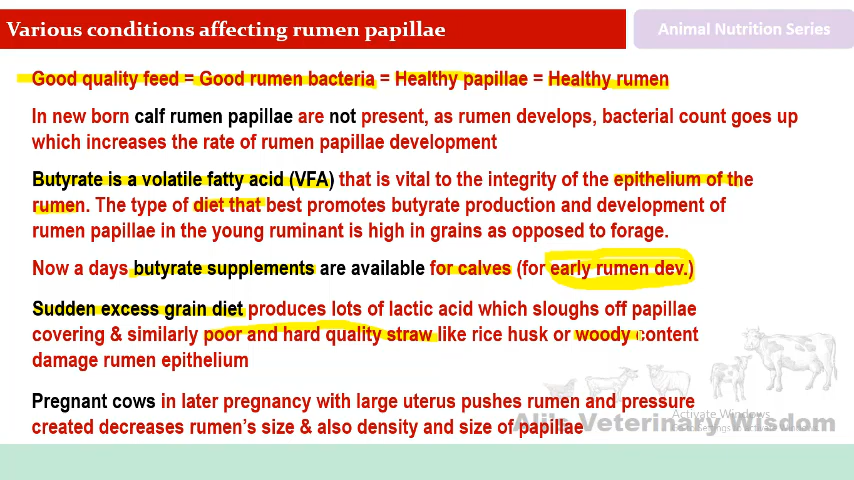 Various conditions affecting rumen papillae
Animal Nutrition Series
Good quality feed = Good rumen bacteria = Healthy papillae = Healthy rumen
In new born calf rumen papillae are not present, as rumen develops, bacterial count goes up
which increases the rate of rumen papillae development
Butyrate is a volatile fatty acid (VFA) that is vital to the integrity of the epithelium of the
rumen. The type of diet that best promotes butyrate production and development of
rumen papillae in the young ruminant is high in grains as opposed to forage.
Now a days butyrate supplements are available for calves (for early rumen dev.)
Sudden excess grain diet produces lots of lactic acid which sloughs off papillae
covering & similarly poor and hard quality straw like rice husk or woody content
damage rumen epithelium
Pregnant cows in later pregnancy with large uterus pushes rumen and pressure
created decreases rumen's size & also density and size of papillae
Veterinary Wisdom
Activate Windows